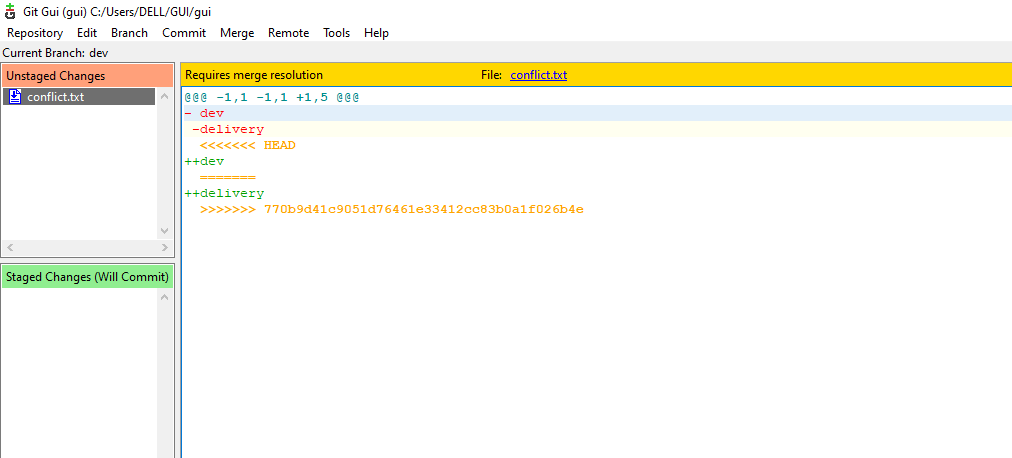 Git Gui (gui) C:/Users/DELL/GUI/gui
Repository Edit Branch Commit Merge Remote Tools Help
Current Branch: dev
Unstaged Changes
conflict.txt
Requires merge resolution File: conflict.txt
@@@ -1,1 -1,1 +1,5 @@@
- dev
 -delivery
  <<<<<<< HEAD
++dev
  =======
++delivery
  >>>>>>> 770b9d41c9051d76461e33412cc83b0a1f026b4e
Staged Changes (Will Commit)